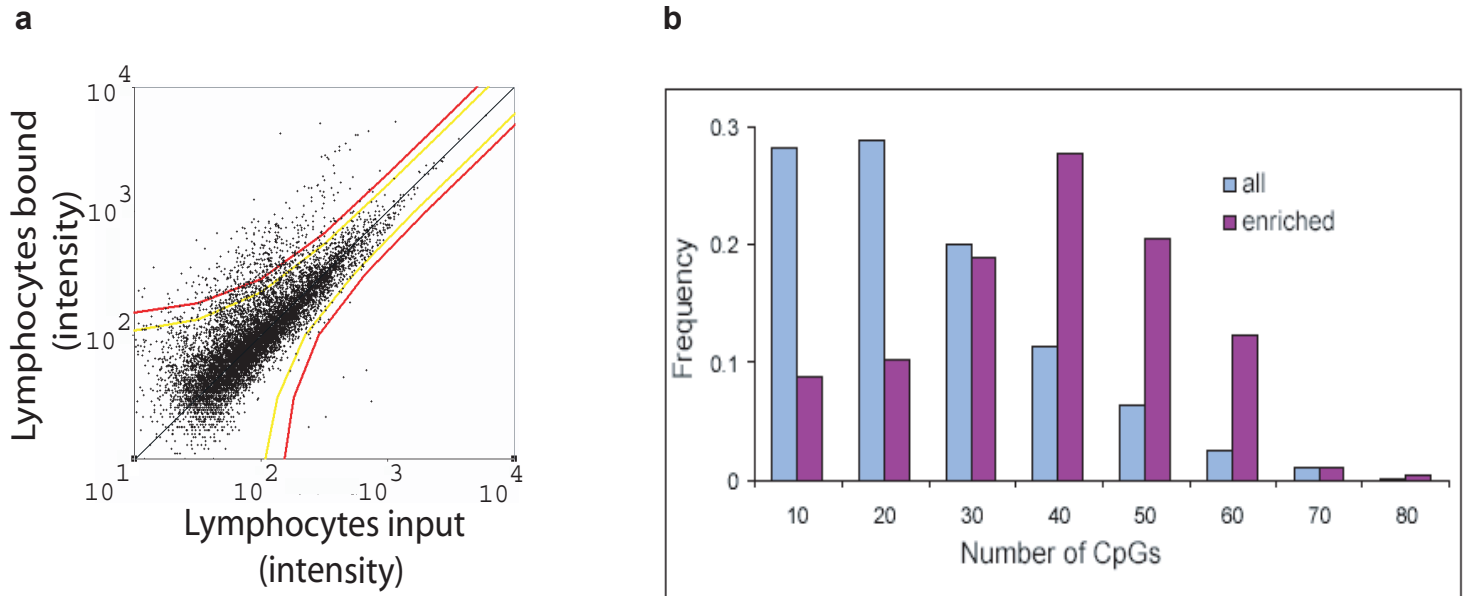 a
b
Lymphocytes bound
(intensity)
10^4
10^3
10^2
1
10^1
10^2
10^3
10^4
Lymphocytes input
(intensity)
Frequency
0.3
0.2
0.1
0
all
enriched
10 20 30 40 50 60 70 80
Number of CpGs